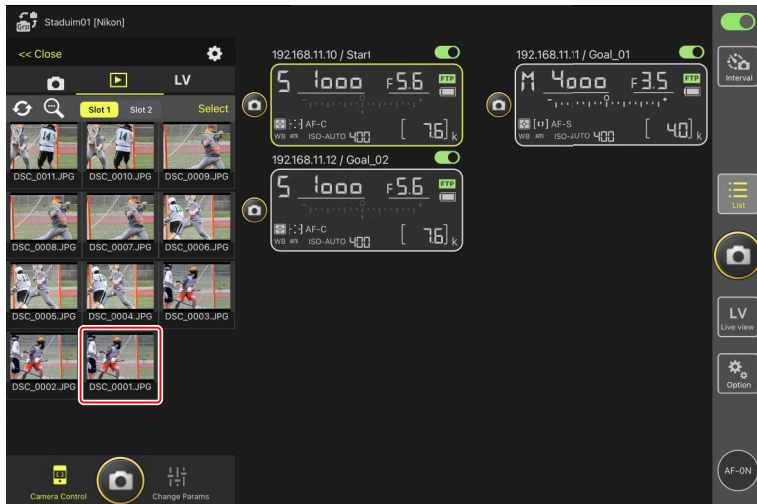 Grp
Staduim01 [Nikon]
<< Close
LV
Slot 1
Slot 2
Select
DSC_0011.JPG
DSC_0010.JPG
DSC_0009.JPG
DSC_0008.JPG
DSC_0007.JPG
DSC_0006.JPG
DSC_0005.JPG
DSC_0004.JPG
DSC_0003.JPG
DSC_0002.JPG
DSC_0001.JPG
Camera Control
Change Params
192.168.11.10 / Start
S 1000 F5.6 FTP
AF-C
WB ISO-AUTO 400 [ 7.6] k
192.168.11.11 / Goal_01
M 4000 F3.5 FTP
AF-S
WB ISO-AUTO 400 [ 4.0] k
192.168.11.12 / Goal_02
S 1000 F5.6 FTP
AF-C
WB ISO-AUTO 400 [ 7.6] k
Interval
List
LV
Live view
Option
AF-ON